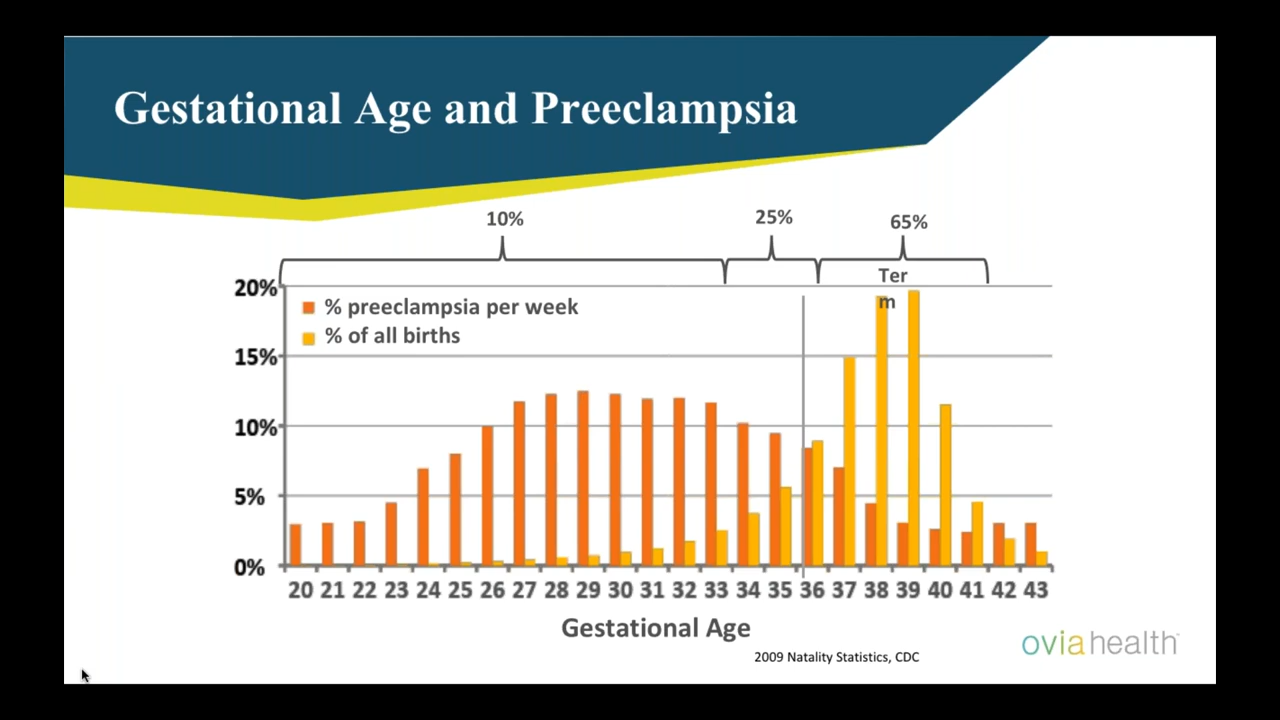 Gestational Age and Preeclampsia
10% 25% 65%
Ter
m
20%
15%
10%
5%
0%
% preeclampsia per week
% of all births
20 21 22 23 24 25 26 27 28 29 30 31 32 33 34 35 36 37 38 39 40 41 42 43
Gestational Age
2009 Natality Statistics, CDC
ovia health